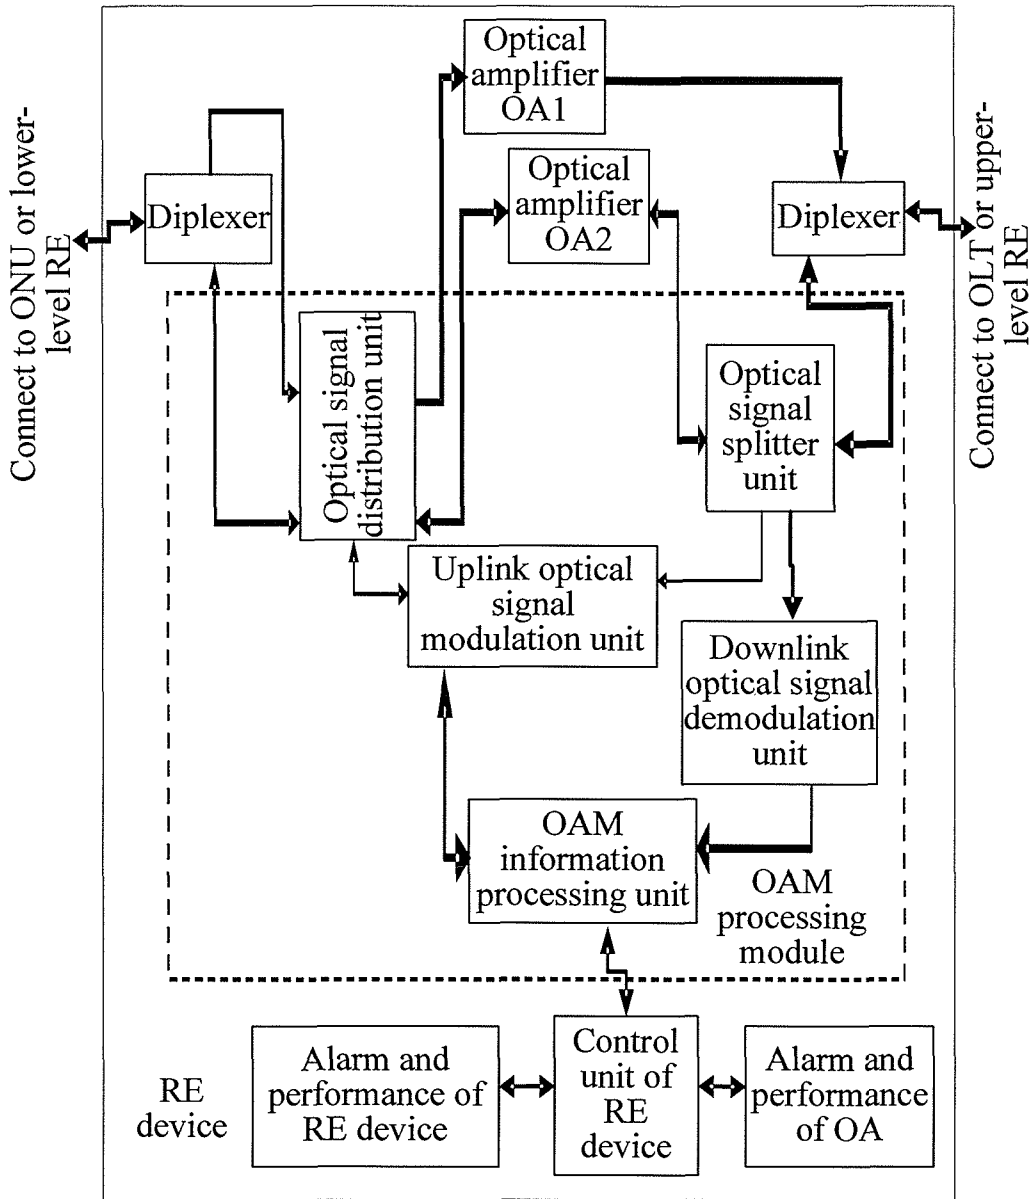 Optical
amplifier
OA1
Optical
amplifier
OA2
Diplexer
Diplexer
Connect to ONU or lower-
level RE
Connect to OLT or upper-
level RE
Optical signal
distribution unit
Optical
signal
splitter
unit
Uplink optical
signal
modulation unit
Downlink
optical signal
demodulation
unit
OAM
information
processing unit
OAM
processing
module
RE
device
Alarm and
performance of
RE device
Control
unit of
RE
device
Alarm and
performance
of OA